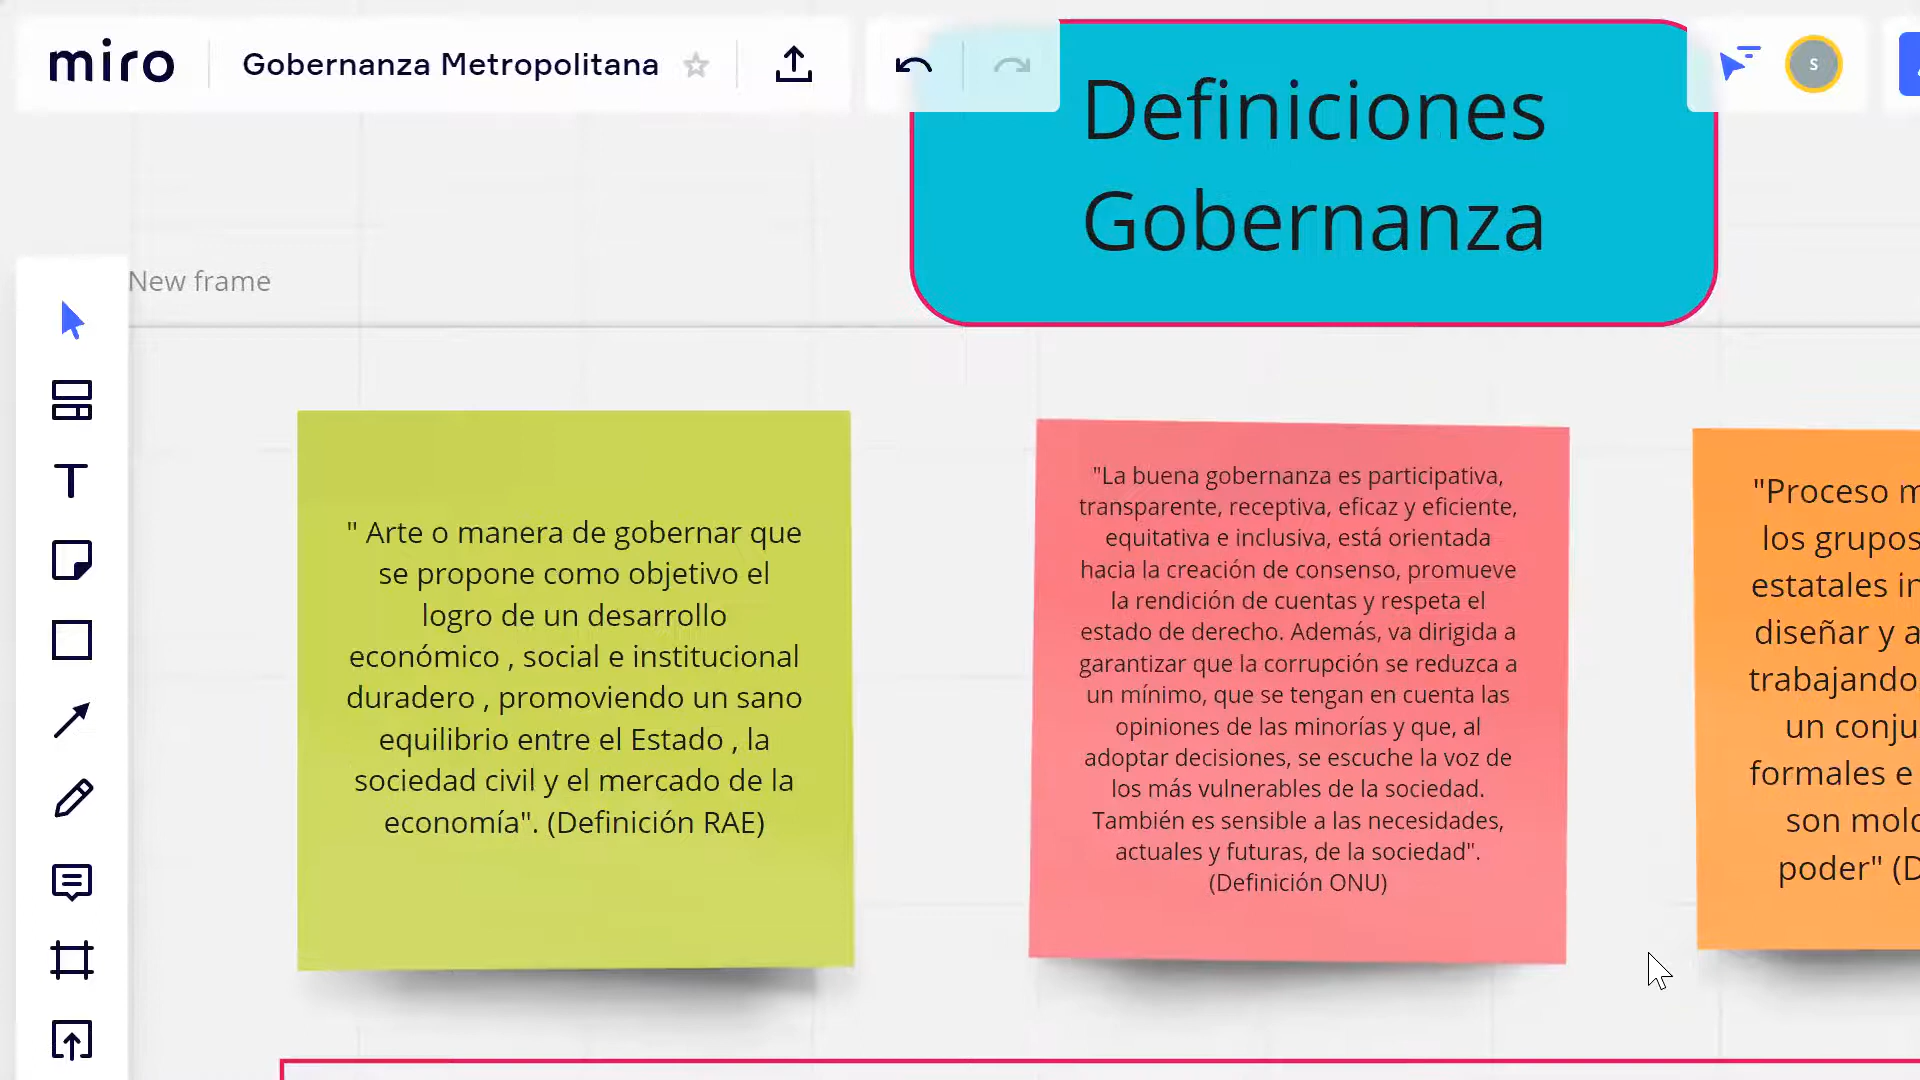 miro
Gobernanza Metropolitana
S
Definiciones
Gobernanza
New frame
" Arte o manera de gobernar que
se propone como objetivo el
logro de un desarrollo
económico , social e institucional
duradero , promoviendo un sano
equilibrio entre el Estado , la
sociedad civil y el mercado de la
economía". (Definición RAE)
"La buena gobernanza es participativa,
transparente, receptiva, eficaz y eficiente,
equitativa e inclusiva, está orientada
hacia la creación de consenso, promueve
la rendición de cuentas y respeta el
estado de derecho. Además, va dirigida a
garantizar que la corrupción se reduzca a
un mínimo, que se tengan en cuenta las
opiniones de las minorías y que, al
adoptar decisiones, se escuche la voz de
los más vulnerables de la sociedad.
También es sensible a las necesidades,
actuales y futuras, de la sociedad".
(Definición ONU)
"Proceso
los grupos
estatales
diseñar y
trabajando
un
formales e
son
poder"